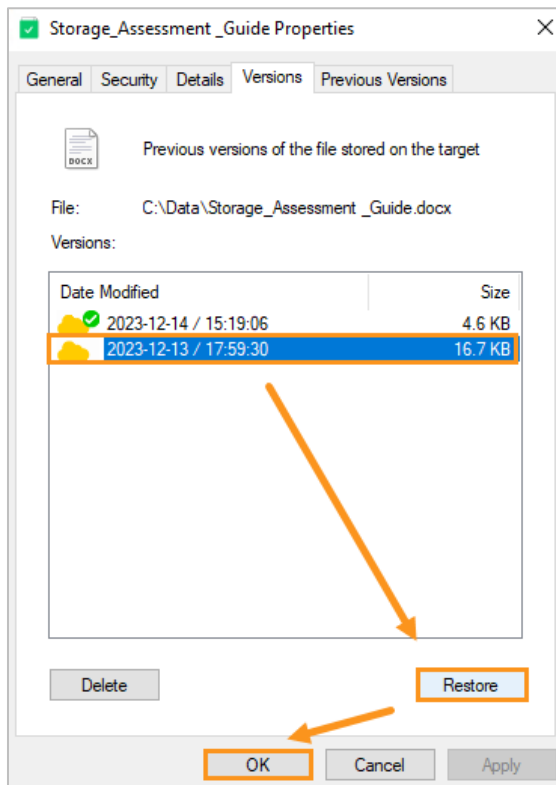 Storage_Assessment _Guide Properties
General Security Details Versions Previous Versions
DOCX
Previous versions of the file stored on the target
File: C:\Data\Storage_Assessment _Guide.docx
Versions:
Date Modified Size
2023-12-14 / 15:19:06 4.6 KB
2023-12-13 / 17:59:30 16.7 KB
Delete Restore
OK Cancel Apply